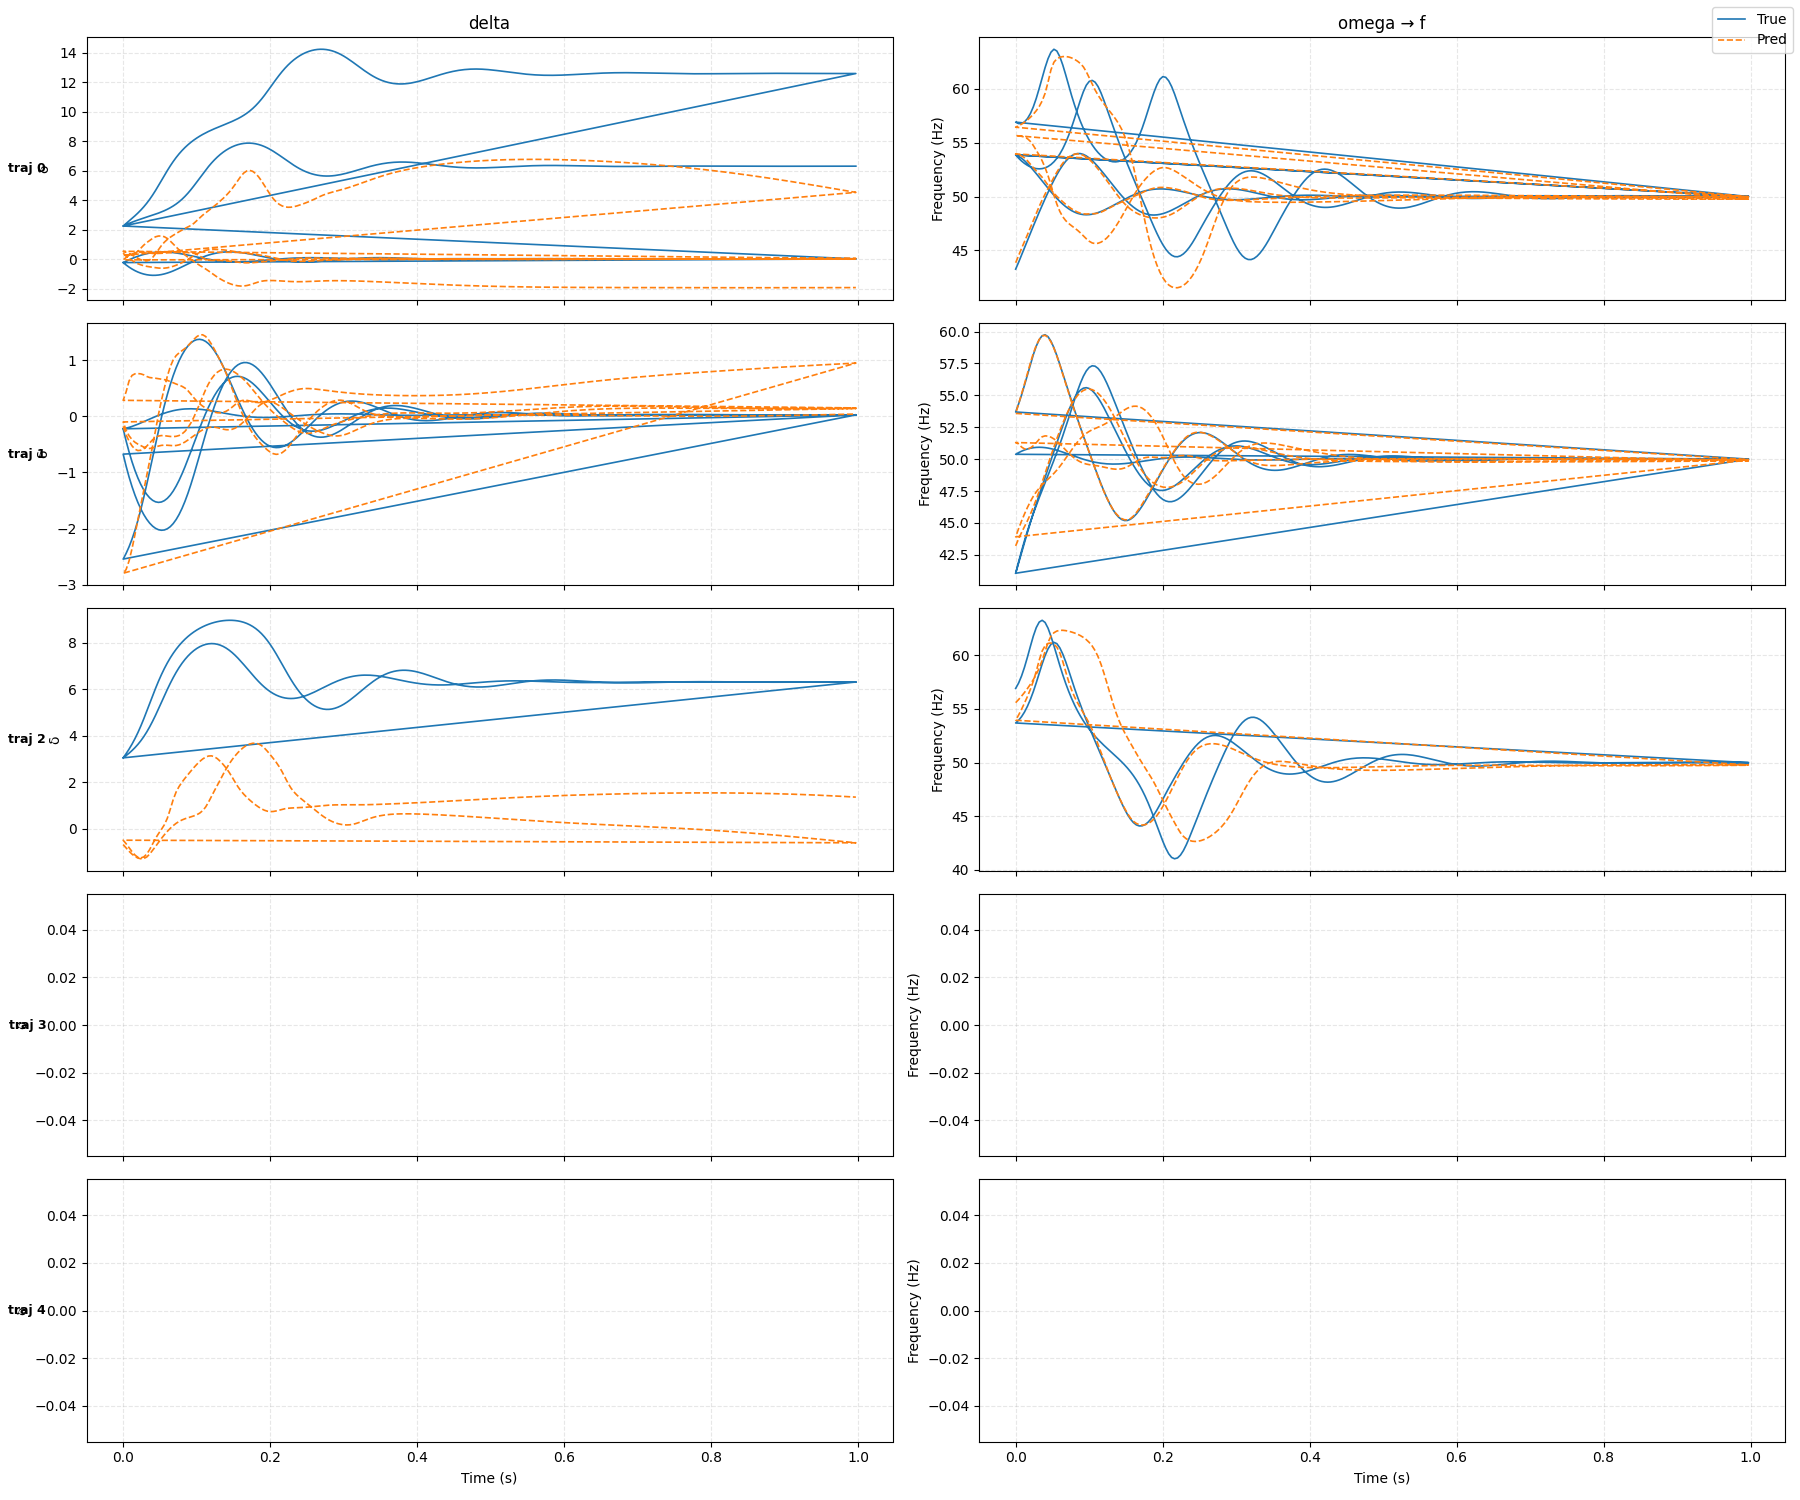 delta
omega → f
True
Pred
14
12
10
8
6
4
2
0
−2
traj 0
60
55
50
45
Frequency (Hz)
1
0
−1
−2
−3
traj 1
60.0
57.5
55.0
52.5
50.0
47.5
45.0
42.5
Frequency (Hz)
8
6
4
2
0
traj 2
δ
60
55
50
45
40
Frequency (Hz)
0.04
0.02
0.00
−0.02
−0.04
traj 3
0.04
0.02
0.00
−0.02
−0.04
Frequency (Hz)
0.04
0.02
0.00
−0.02
−0.04
traj 4
0.04
0.02
0.00
−0.02
−0.04
Frequency (Hz)
0.0 0.2 0.4 0.6 0.8 1.0
Time (s)
0.0 0.2 0.4 0.6 0.8 1.0
Time (s)